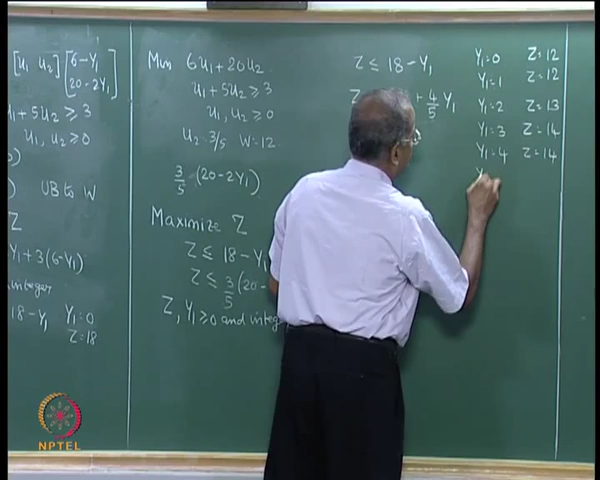 [u₁ u₂] [6-Y₁
20-2Y₁]
u₁+5u₂ ≥ 3
u₁, u₂ ≥ 0
UB to W
Z
Y₁+3(6-Y₁)
integer
18-Y₁ Y₁=0
Z=18
Min 6u₁+20u₂
u₁+5u₂ ≥ 3
u₁, u₂ ≥ 0
u₂=3/5 W=12
3/5 (20-2Y₁)
Maximize Z
Z ≤ 18-Y₁
Z ≤ 3/5 (20-
Z, Y₁ ≥ 0 and integ
Z ≤ 18-Y₁
Z + 4/5 Y₁
Y₁=0 Z=12
Y₁=1 Z=12
Y₁=2 Z=13
Y₁=3 Z=14
Y₁=4 Z=14
NPTEL